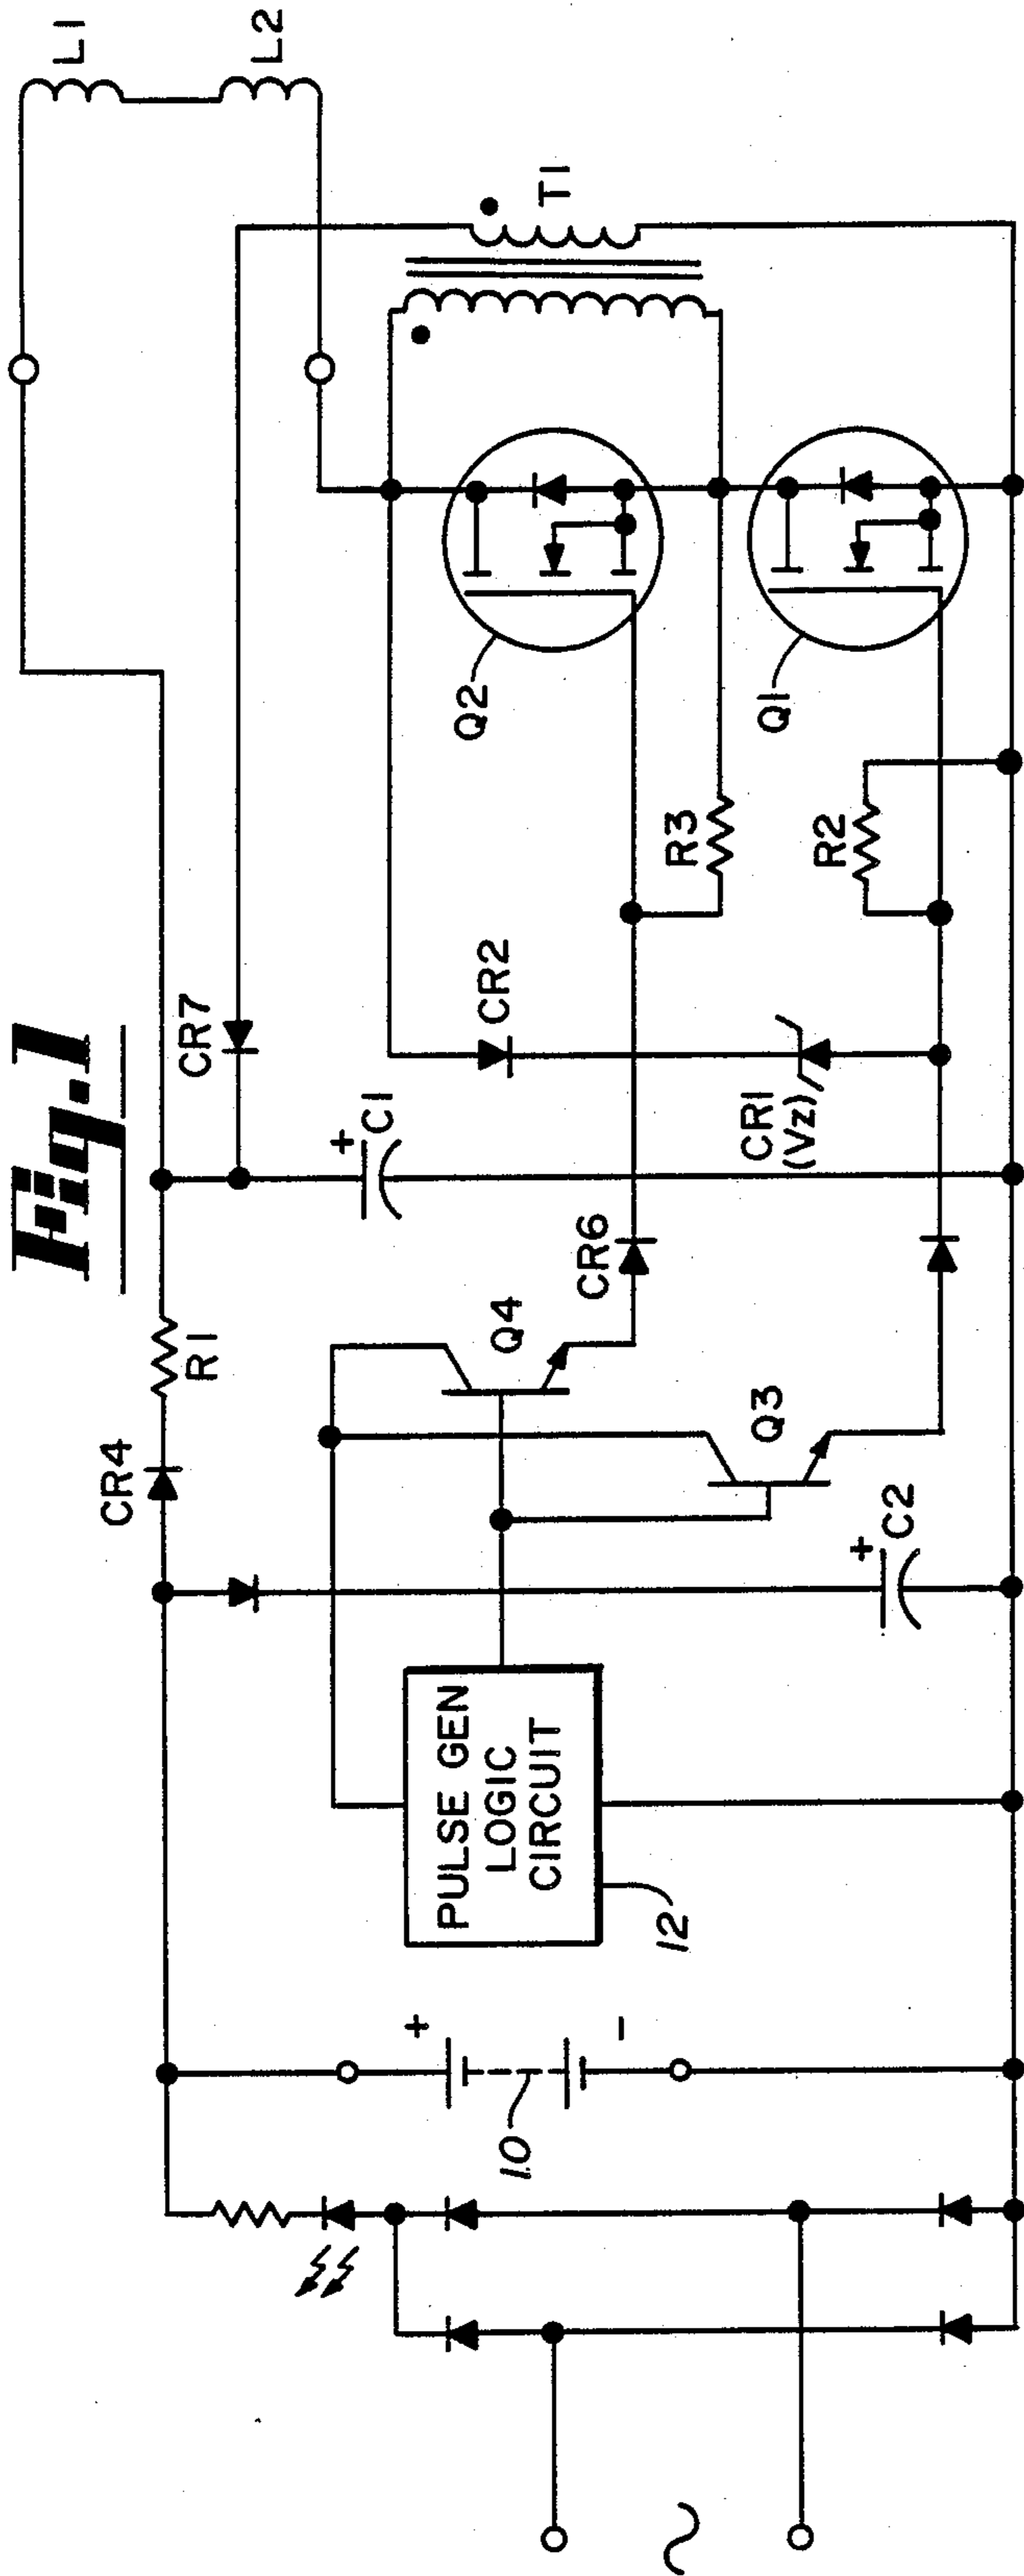 Fig.1
L1
L2
T1
CR7
Q2
Q1
R3
R2
CR2
+
C1
CR1
(Vz)
CR6
R1
Q4
Q3
CR4
+
C2
PULSE GEN
LOGIC
CIRCUIT
12
+
-
10
~